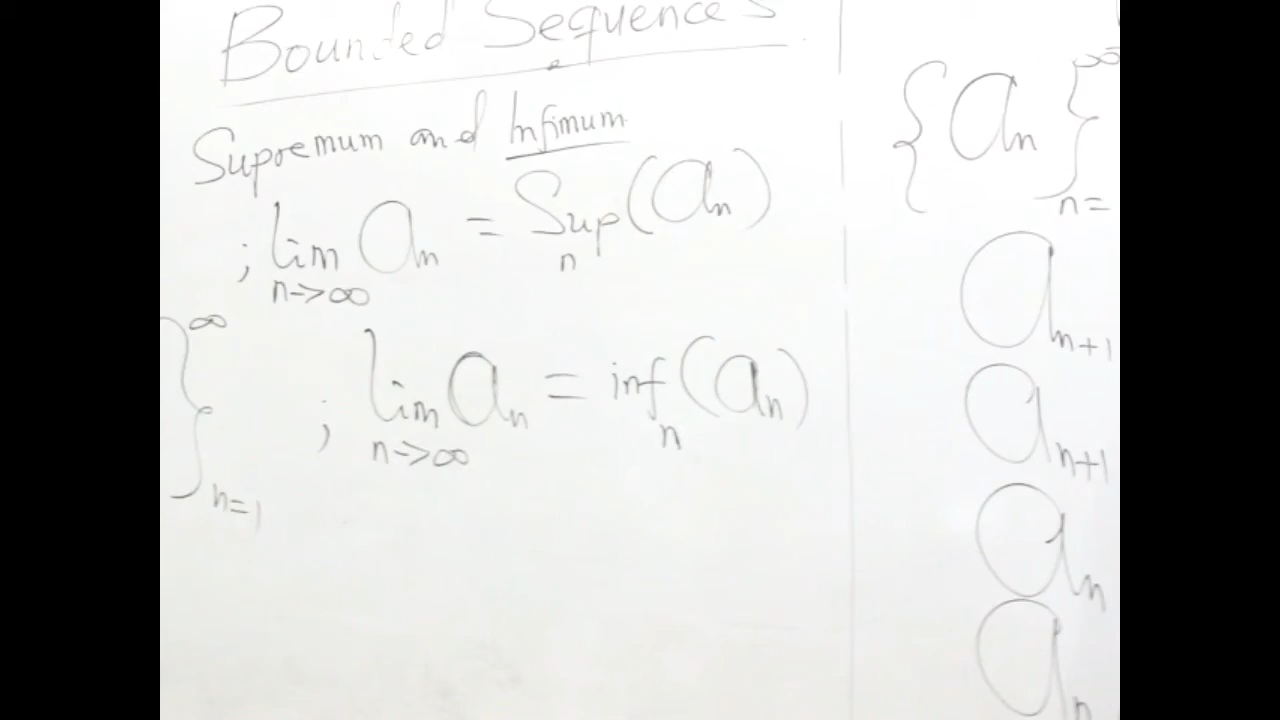 Bounded Sequences
Supremum and Infimum
; lim n->∞ an = Sup n (an)
}∞ n=1 ; lim n->∞ an = inf n (an)
{an}∞ n=
an+1
an+1
an
an